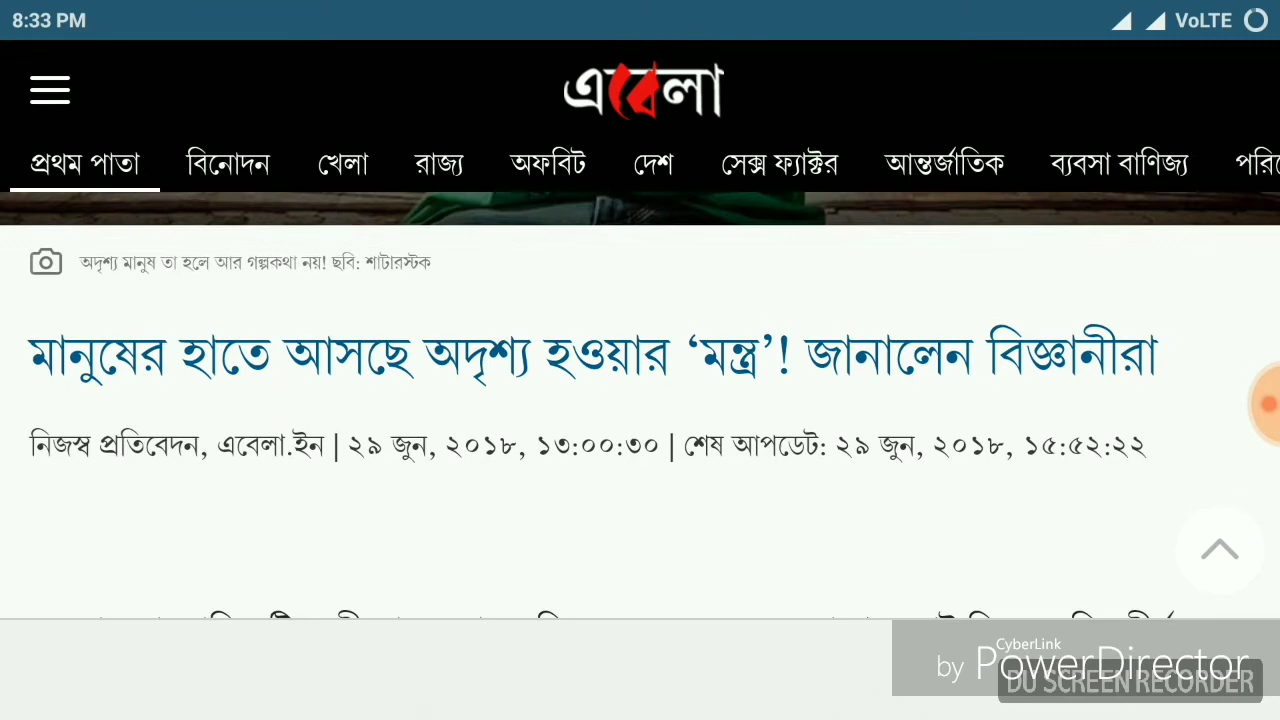 8:33 PM VoLTE
এবেলা
প্রথম পাতা বিনোদন খেলা রাজ্য অফবিট দেশ সেক্স ফ্যাক্টর আন্তর্জাতিক ব্যবসা বাণিজ্য
অদৃশ্য মানুষ তা হলে আর গল্পকথা নয়! ছবি: শাটারস্টক
মানুষের হাতে আসছে অদৃশ্য হওয়ার ‘মন্ত্র’! জানালেন বিজ্ঞানীরা
নিজস্ব প্রতিবেদন, এবেলা.ইন | ২৯ জুন, ২০১৮, ১৩:০০:৩০ | শেষ আপডেট: ২৯ জুন, ২০১৮, ১৫:৫২:২২
CyberLink
by PowerDirector
DU SCREEN RECORDER